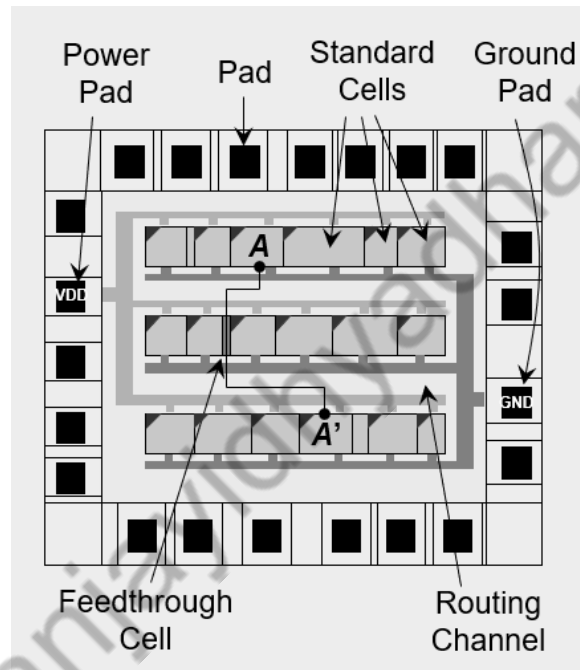 Power
Pad
Pad
Standard
Cells
Ground
Pad
A
VDD
GND
A'
Feedthrough
Cell
Routing
Channel